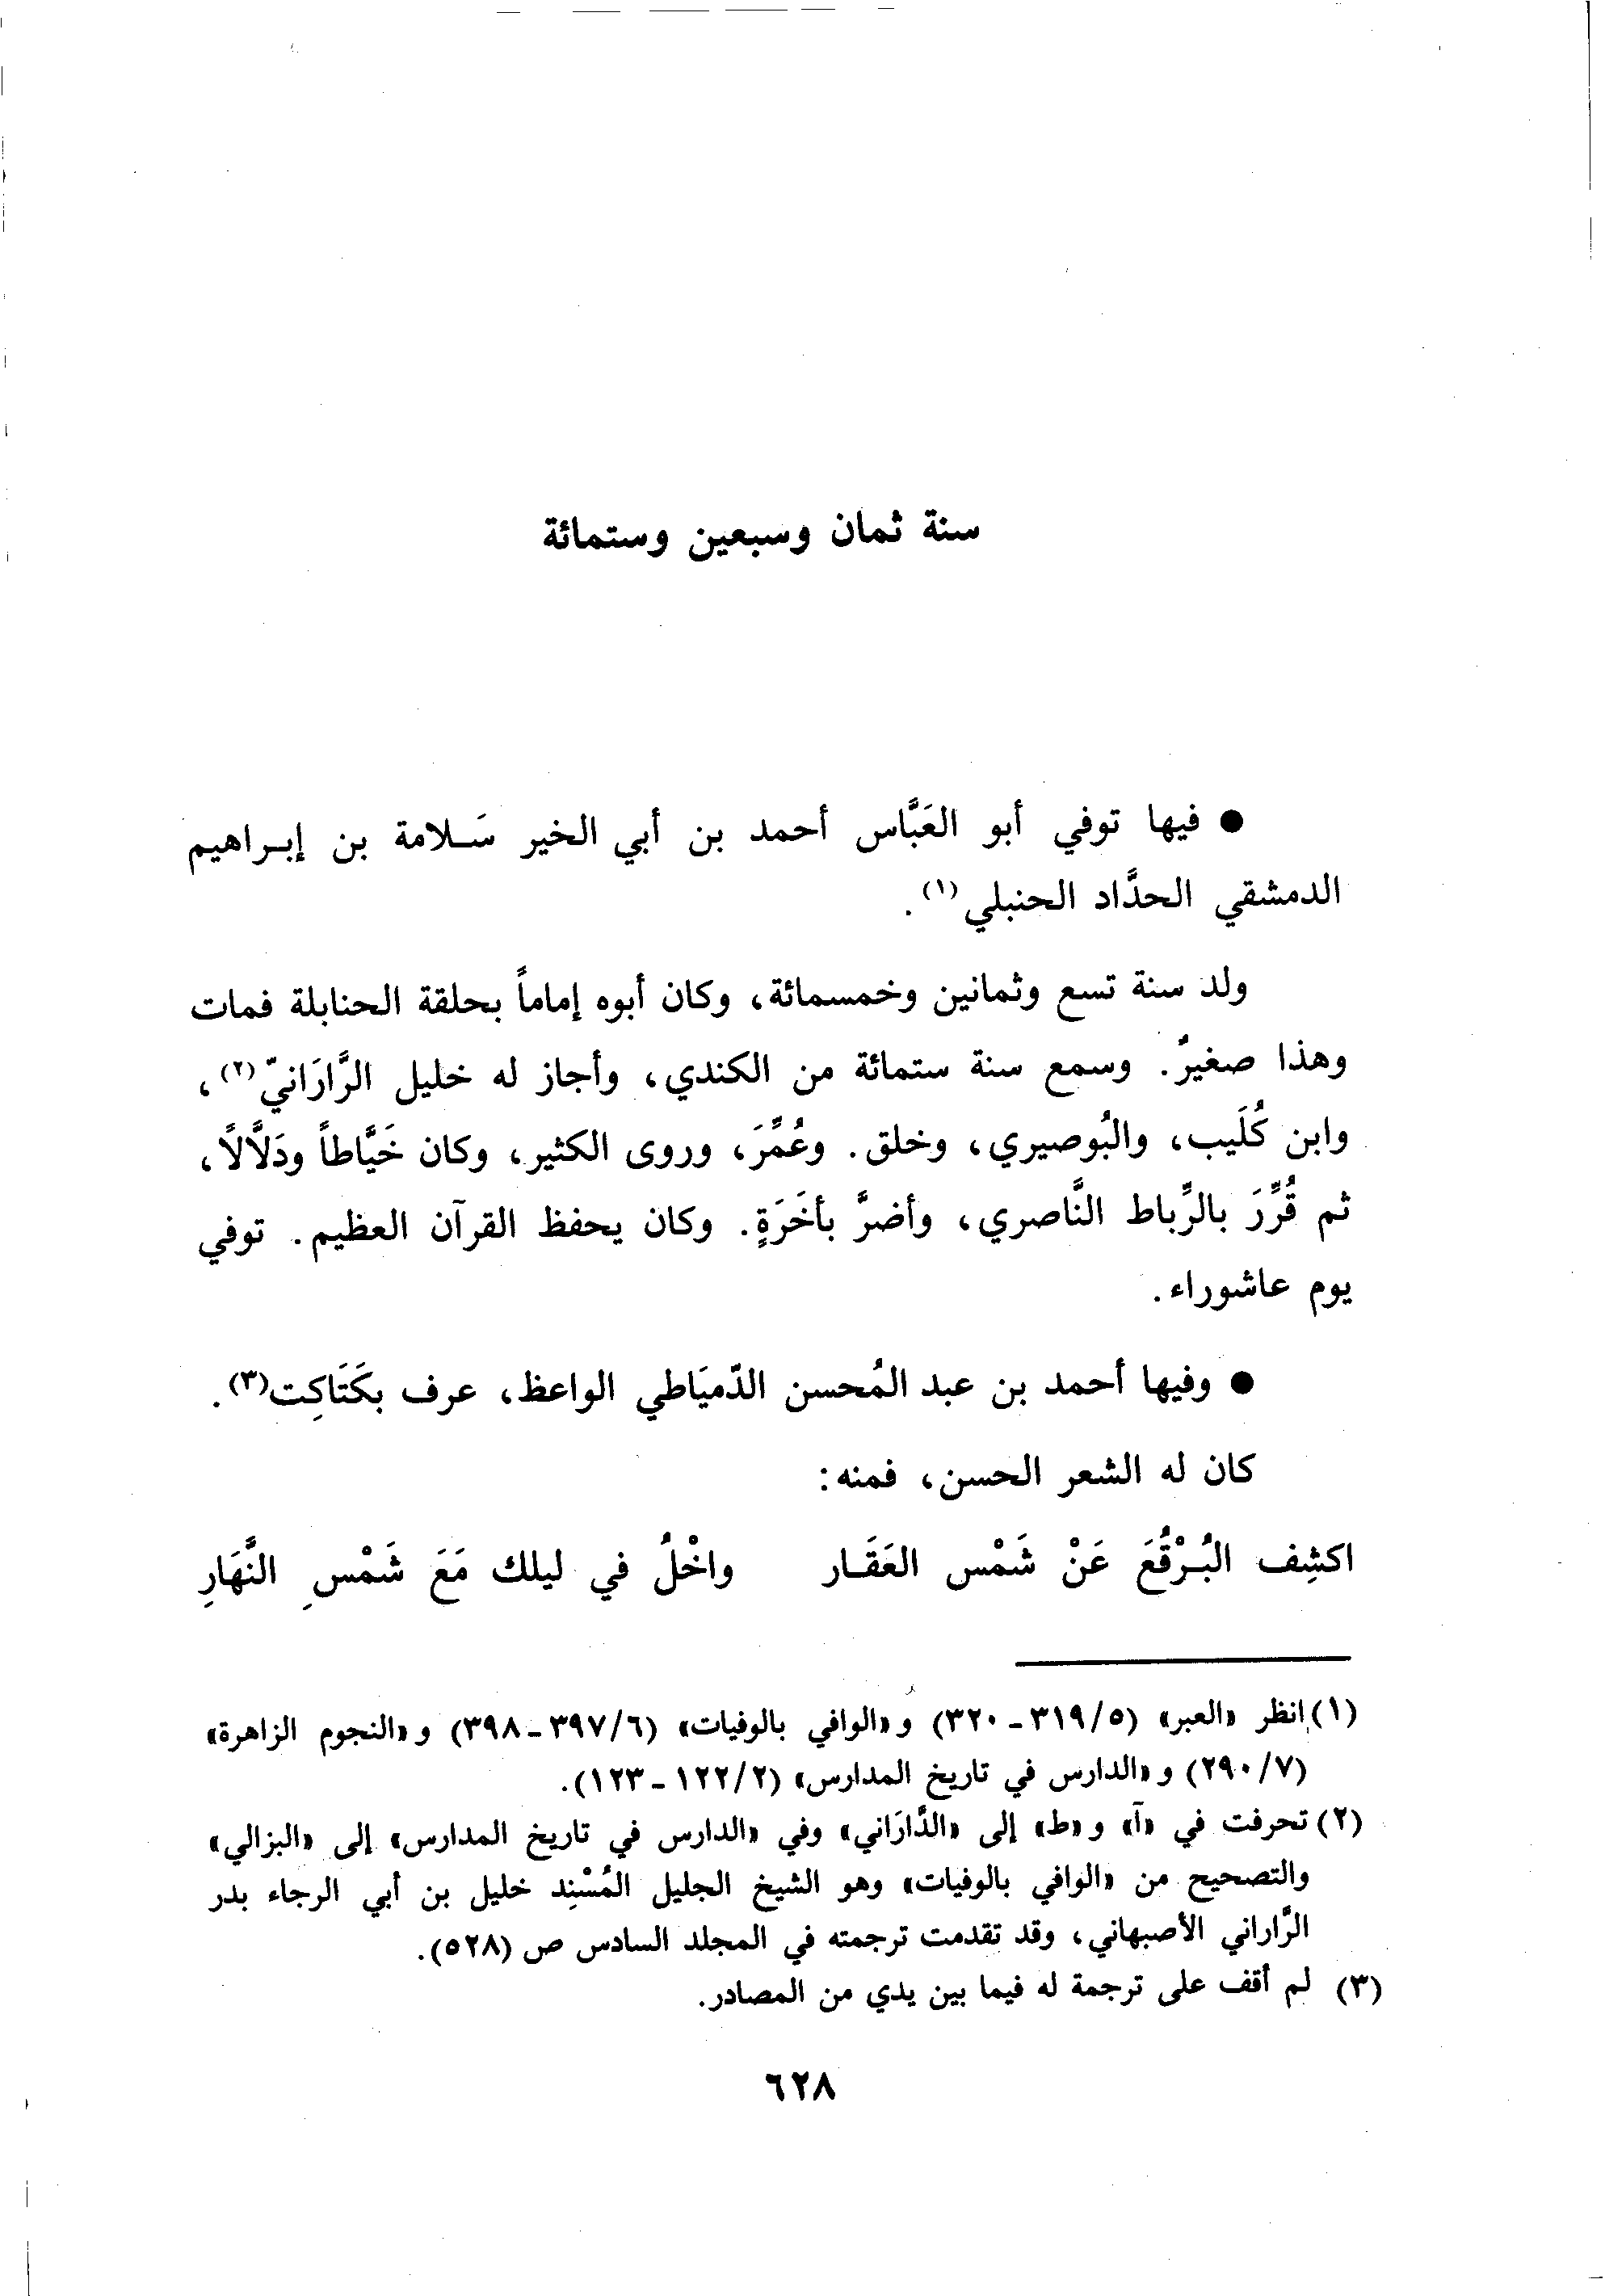 سنة ثمان وسبعين وستمائة
● فيها توفي أبو العَبَّاس أحمد بن أبي الخير سَـلامة بن إبـراهيم
الدمشقي الحدَّاد الحنبلي (١) .
ولد سنة تسع وثمانين وخمسمائة، وكان أبوه إماماً بحلقة الحنابلة فمات
وهذا صغيرٌ. وسمع سنة ستمائة من الكندي، وأجاز له خليل الرَّارَانيّ (٢) ،
وابن كُلَيب، والبُوصيري، وخلق. وعُمِّرَ، وروى الكثير، وكان خَيَّاطاً ودَلَّالًا،
ثم قُرِّرَ بالرِّباط النَّاصري، وأضرَّ بأخَرَةٍ. وكان يحفظ القرآن العظيم. توفي
يوم عاشوراء.
● وفيها أحمد بن عبد المُحسن الدّميَاطي الواعظ، عرف بكَتَاكِت(٣) .
كان له الشعر الحسن، فمنه:
اكشِف البُـرْقُعَ عَنْ شَمْس العَقَـار واخْلُ في ليلك مَعَ شَمْسِ النَّهَارِ
(١) انظر «العبر» (٥/ ٣١٩ - ٣٢٠) و «الوافي بالوفيات» (٦/ ٣٩٧ - ٣٩٨) و «النجوم الزاهرة»
(٧/ ٢٩٠) و «الدارس في تاريخ المدارس» (٢/ ١٢٢ - ١٢٣).
(٢) تحرفت في «آ» و «ط» إلى «الدَّارَاني» وفي «الدارس في تاريخ المدارس» إلى «البزالي»
والتصحيح من «الوافي بالوفيات» وهو الشيخ الجليل المُسْنِد خليل بن أبي الرجاء بدر
الرَّاراني الأصبهاني، وقد تقدمت ترجمته في المجلد السادس ص (٥٢٨).
(٣) لم أقف على ترجمة له فيما بين يدي من المصادر.
٦٢٨